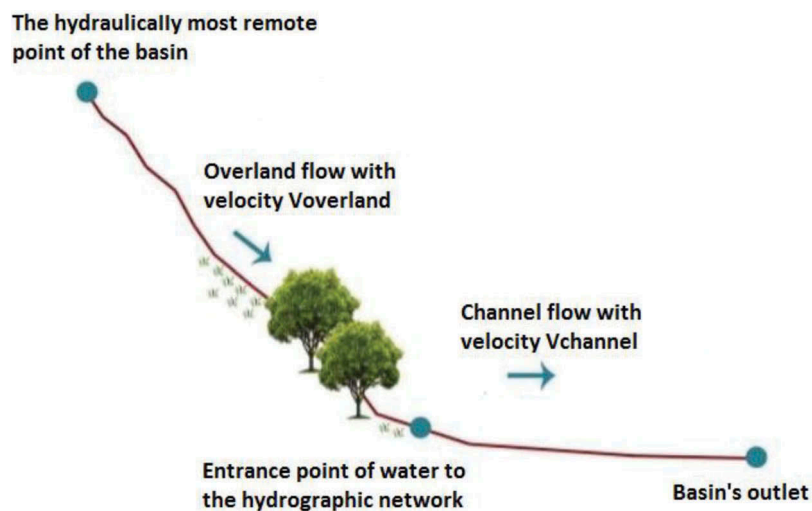 The hydraulically most remote
point of the basin
Overland flow with
velocity Voverland
Channel flow with
velocity Vchannel
Entrance point of water to
the hydrographic network
Basin's outlet